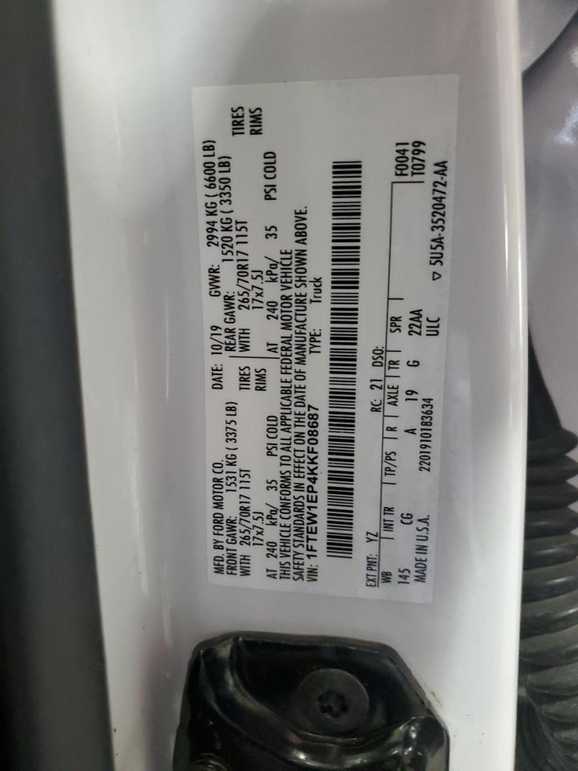 MFD. BY FORD MOTOR CO.
DATE: 10/19 GVWR: 2994 KG ( 6600 LB)
FRONT GAWR: 1531 KG ( 3375 LB) REAR GAWR: 1520 KG ( 3350 LB)
WITH 265/70R17 115T TIRES WITH 265/70R17 115T TIRES
17x7.5J RIMS 17x7.5J RIMS
AT 240 kPa/ 35 PSI COLD AT 240 kPa/ 35 PSI COLD
THIS VEHICLE CONFORMS TO ALL APPLICABLE FEDERAL MOTOR VEHICLE
SAFETY STANDARDS IN EFFECT ON THE DATE OF MANUFACTURE SHOWN ABOVE.
VIN: 1FTEW1EP4KKF08687 TYPE: Truck
F0041
T0799
EXT PNT: YZ RC: 21 DSO:
WB INT TR TP/PS R AXLE TR SPR
145 CG A 19 G 22AA
2201910183634 ULC
MADE IN U.S.A. 5U5A-3520472-AA